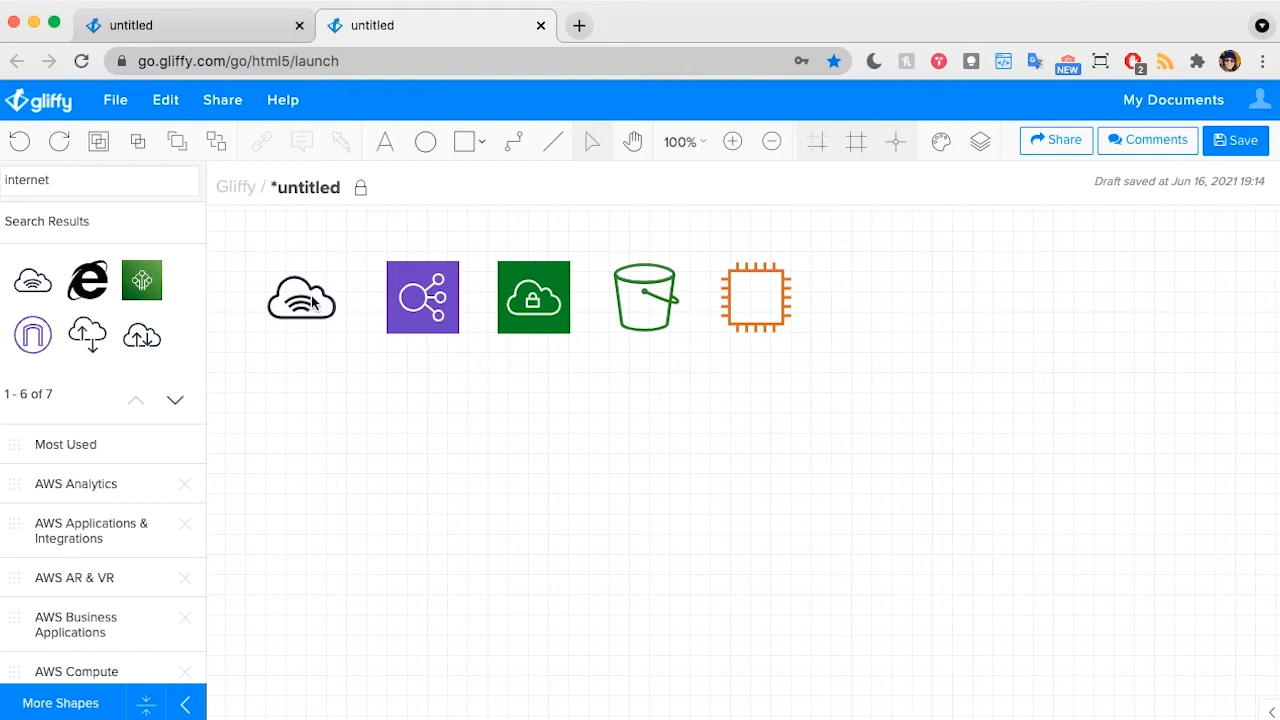 untitled
untitled
go.gliffy.com/go/html5/launch
NEW
2
gliffy
File
Edit
Share
Help
My Documents
A
100%
Share
Comments
Save
internet
Gliffy / *untitled
Draft saved at Jun 16, 2021 19:14
Search Results
1 - 6 of 7
Most Used
AWS Analytics
AWS Applications &
Integrations
AWS AR & VR
AWS Business
Applications
AWS Compute
More Shapes